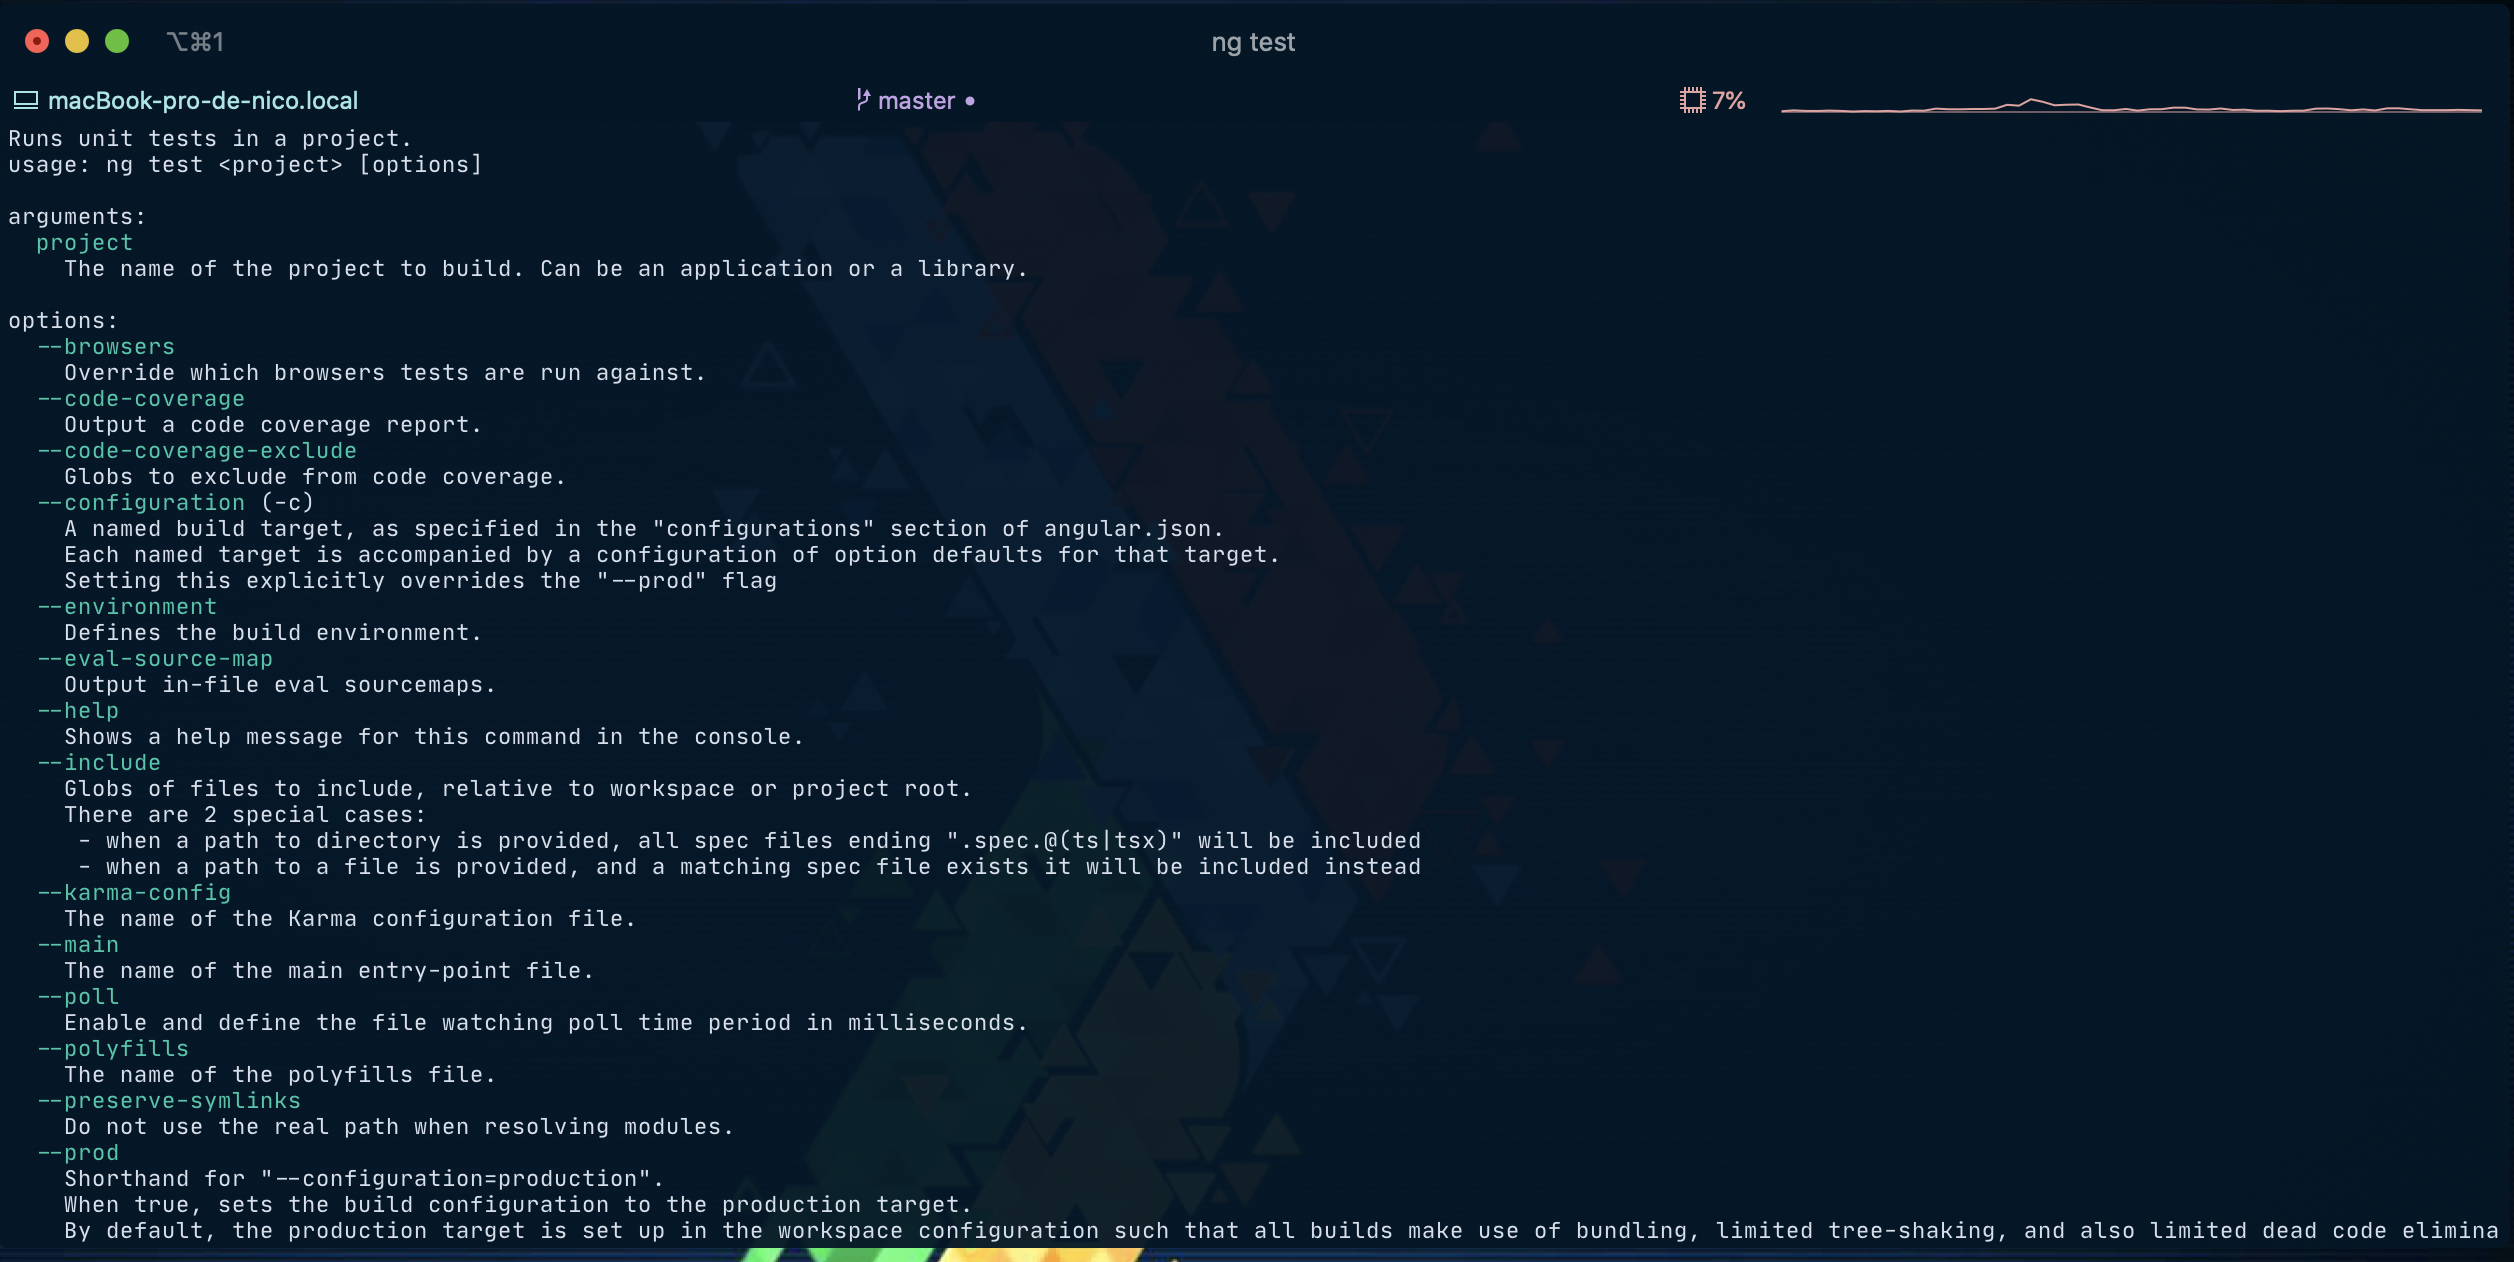 ⌥⌘1
ng test
macBook-pro-de-nico.local
master
7%
Runs unit tests in a project.
usage: ng test <project> [options]
arguments:
project
The name of the project to build. Can be an application or a library.
options:
--browsers
Override which browsers tests are run against.
--code-coverage
Output a code coverage report.
--code-coverage-exclude
Globs to exclude from code coverage.
--configuration (-c)
A named build target, as specified in the "configurations" section of angular.json.
Each named target is accompanied by a configuration of option defaults for that target.
Setting this explicitly overrides the "--prod" flag
--environment
Defines the build environment.
--eval-source-map
Output in-file eval sourcemaps.
--help
Shows a help message for this command in the console.
--include
Globs of files to include, relative to workspace or project root.
There are 2 special cases:
- when a path to directory is provided, all spec files ending ".spec.@(ts|tsx)" will be included
- when a path to a file is provided, and a matching spec file exists it will be included instead
--karma-config
The name of the Karma configuration file.
--main
The name of the main entry-point file.
--poll
Enable and define the file watching poll time period in milliseconds.
--polyfills
The name of the polyfills file.
--preserve-symlinks
Do not use the real path when resolving modules.
--prod
Shorthand for "--configuration=production".
When true, sets the build configuration to the production target.
By default, the production target is set up in the workspace configuration such that all builds make use of bundling, limited tree-shaking, and also limited dead code elimina